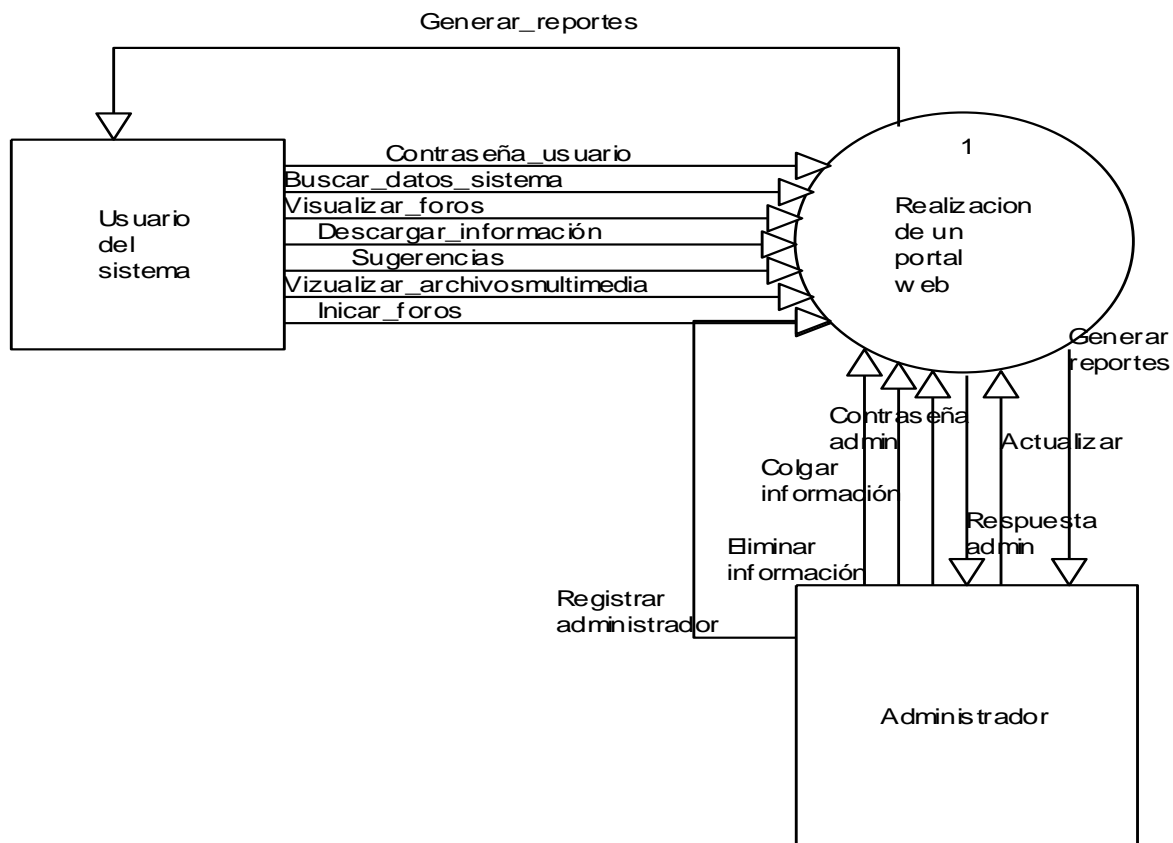 Generar_reportes
Usuario
del
sistema
Contraseña_usuario
Buscar_datos_sistema
Visualizar_foros
Descargar_información
Sugerencias
Vizualizar_archivosmultimedia
Inicar_foros
1
Realizacion
de un
portal
web
Generar
reportes
Contraseña
admin
Actualizar
Colgar
información
Respuesta
admin
Eliminar
información
Registrar
administrador
Administrador